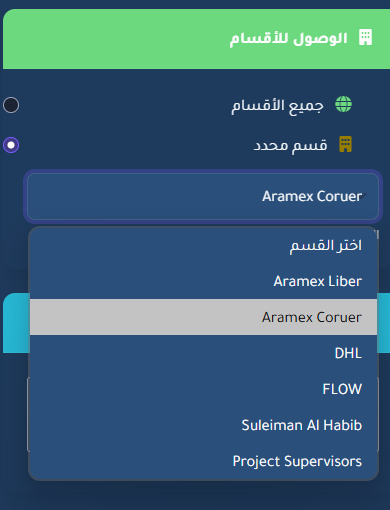 الوصول للأقسام
جميع الأقسام
قسم محدد
Aramex Coruer
اختر القسم
Aramex Liber
Aramex Coruer
DHL
FLOW
Suleiman Al Habib
Project Supervisors